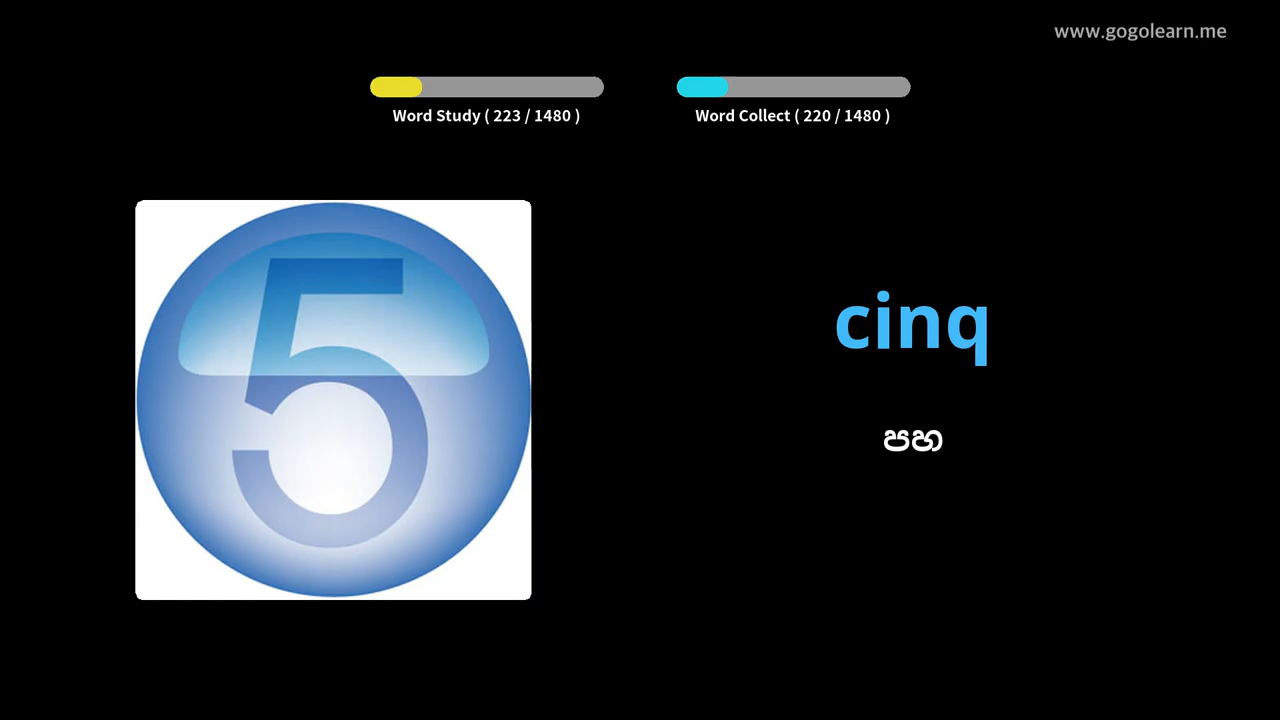 www.gogolearn.me
Word Study ( 223 / 1480 )
Word Collect ( 220 / 1480 )
5
cinq
පහ